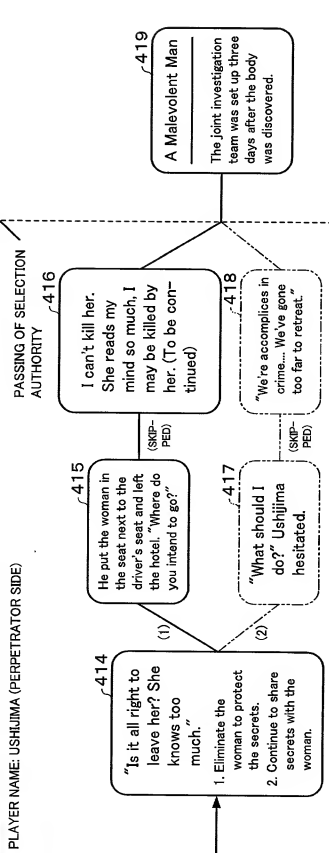 PLAYER NAME: USHIJIMA (PERPETRATOR SIDE)
414
"Is it all right to
leave her? She
knows too
much."
1. Eliminate the
woman to protect
the secrets.
2. Continue to share
secrets with the
woman.
(1)
(2)
415
He put the woman in
the seat next to the
driver's seat and left
the hotel. "Where do
you intend to go?"
(SKIP-
PED)
417
"What should I
do?" Ushijima
hesitated.
(SKIP-
PED)
PASSING OF SELECTION
AUTHORITY
416
I can't kill her.
She reads my
mind so much, I
may be killed by
her. (To be con-
tinued)
418
"We're accomplices in
crime.... We've gone
too far to retreat."
419
A Malevolent Man
The joint investigation
team was set up three
days after the body
was discovered.